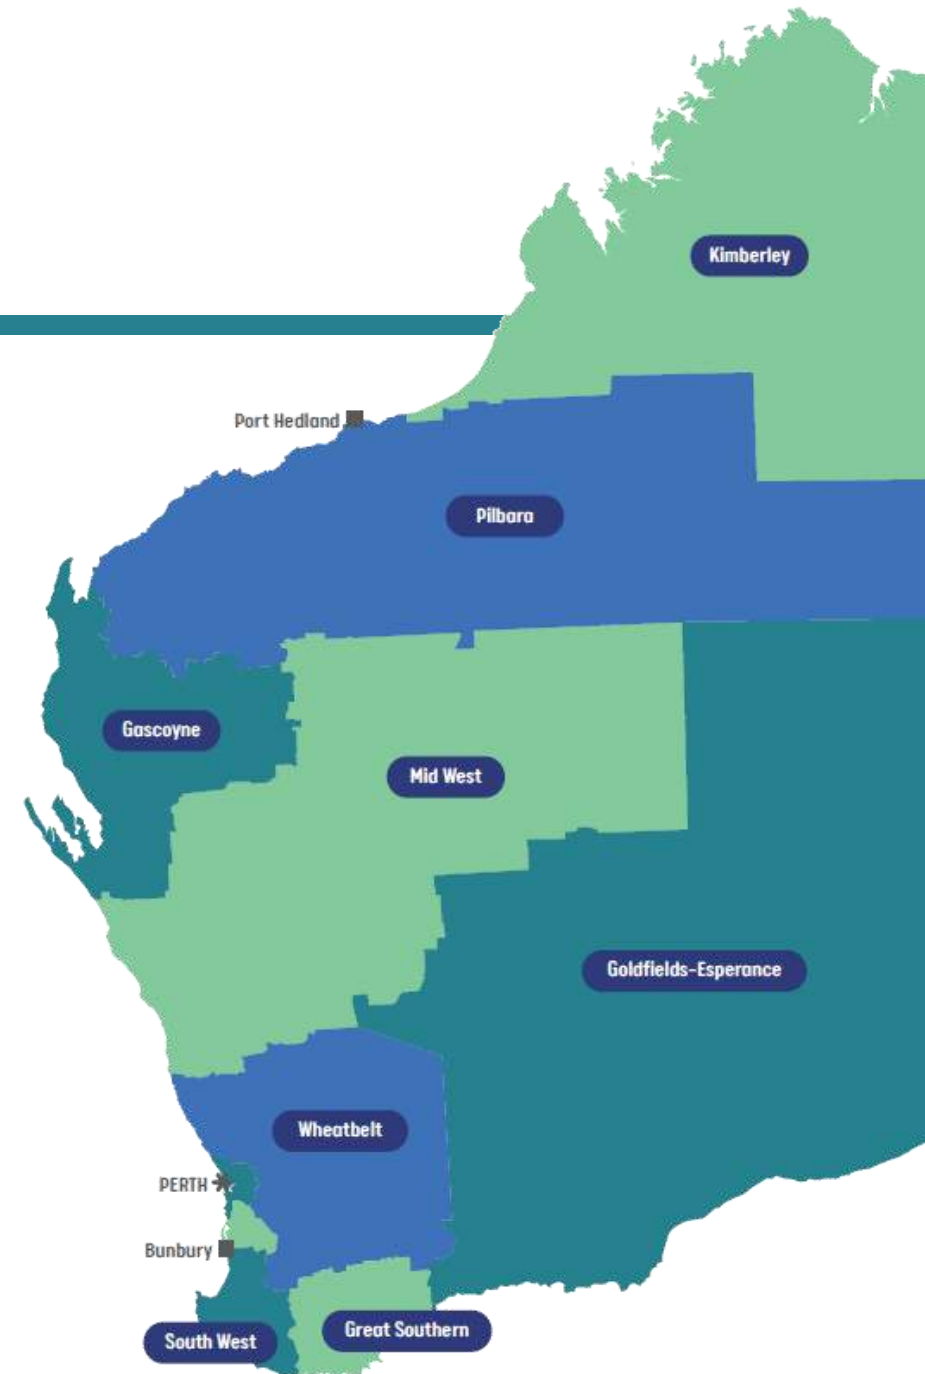 Kimberley
Port Hedland
Pilbara
Gascoyne
Mid West
Goldfields-Esperance
Wheatbelt
PERTH
Bunbury
Great Southern
South West